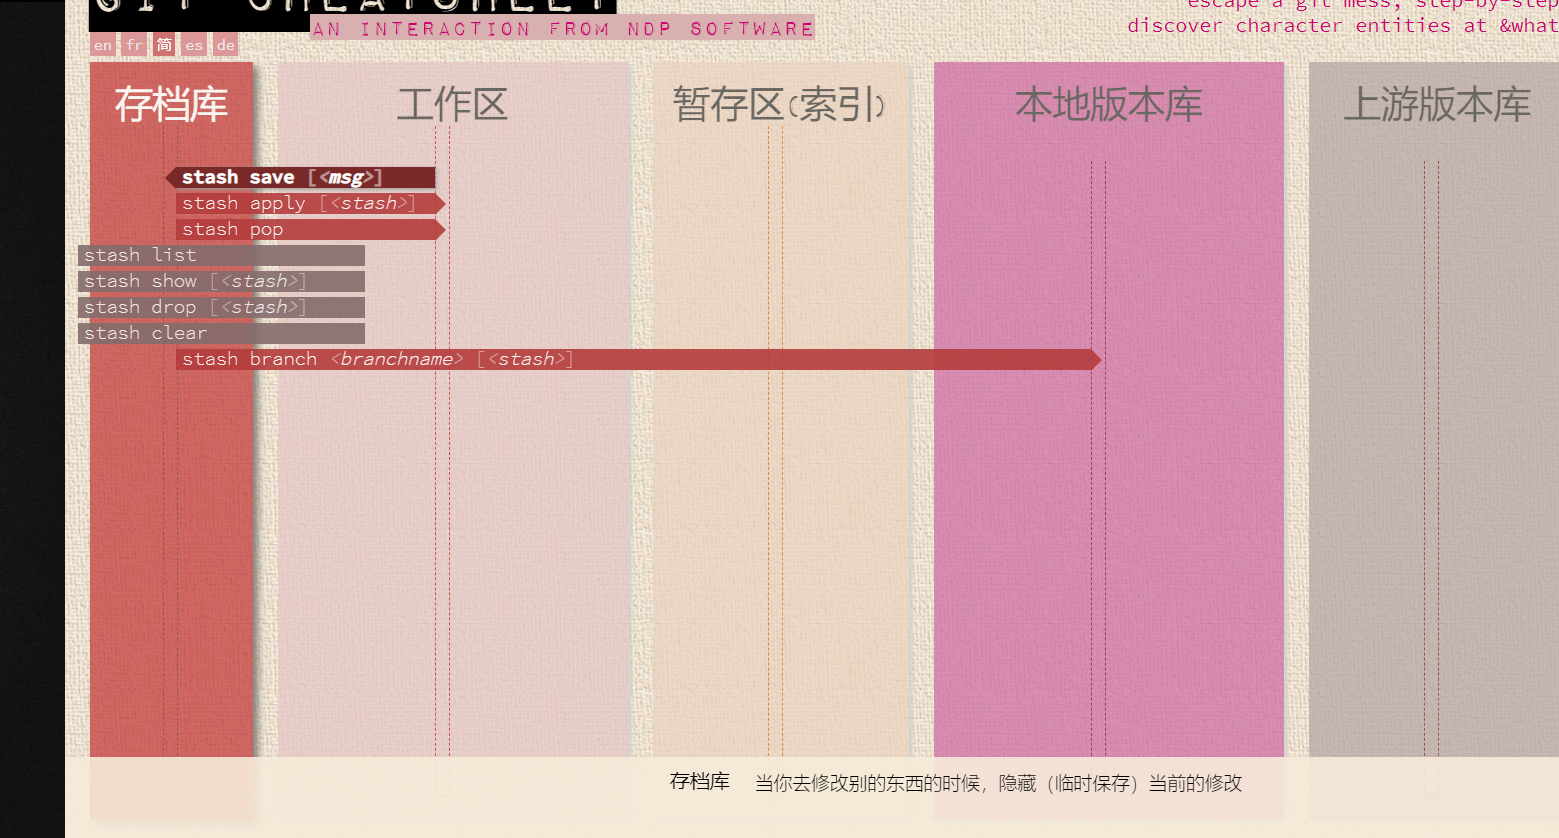 GIT CHEATSHEET
AN INTERACTION FROM NDP SOFTWARE
escape a git mess, step-by-step
discover character entities at &what
en fr 简 es de
存档库
工作区
暂存区(索引)
本地版本库
上游版本库
stash save [<msg>]
stash apply [<stash>]
stash pop
stash list
stash show [<stash>]
stash drop [<stash>]
stash clear
stash branch <branchname> [<stash>]
存档库 当你去修改别的东西的时候，隐藏（临时保存）当前的修改